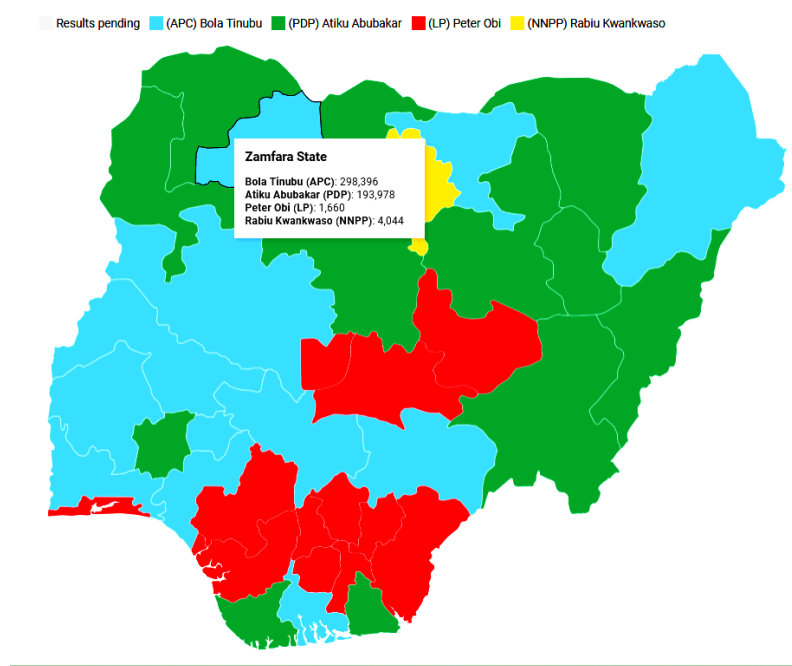 Results pending (APC) Bola Tinubu (PDP) Atiku Abubakar (LP) Peter Obi (NNPP) Rabiu Kwankwaso
Zamfara State
Bola Tinubu (APC): 298,396
Atiku Abubakar (PDP): 193,978
Peter Obi (LP): 1,660
Rabiu Kwankwaso (NNPP): 4,044